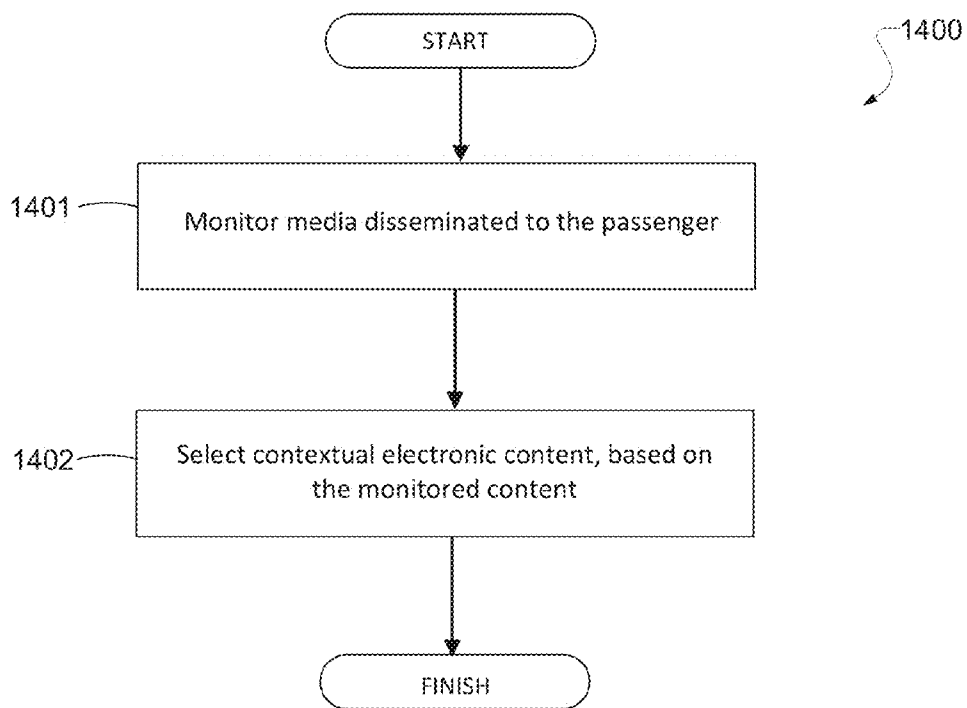 START
1400
1401
Monitor media disseminated to the passenger
1402
Select contextual electronic content, based on
the monitored content
FINISH